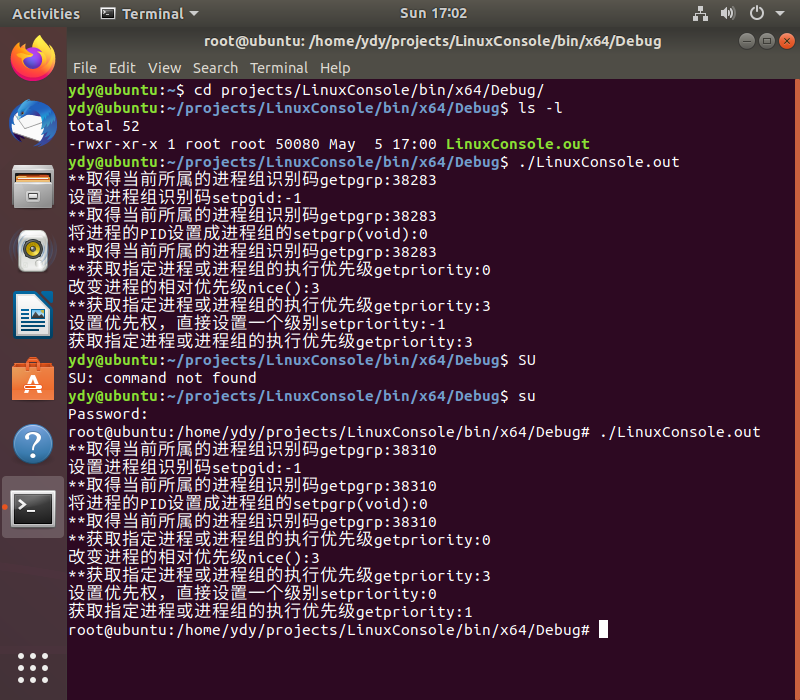 Activities Terminal Sun 17:02
root@ubuntu: /home/ydy/projects/LinuxConsole/bin/x64/Debug
File Edit View Search Terminal Help
ydy@ubuntu:~$ cd projects/LinuxConsole/bin/x64/Debug/
ydy@ubuntu:~/projects/LinuxConsole/bin/x64/Debug$ ls -l
total 52
-rwxr-xr-x 1 root root 50080 May  5 17:00 LinuxConsole.out
ydy@ubuntu:~/projects/LinuxConsole/bin/x64/Debug$ ./LinuxConsole.out
**取得当前所属的进程组识别码getpgrp:38283
设置进程组识别码setpgid:-1
**取得当前所属的进程组识别码getpgrp:38283
将进程的PID设置成进程组的setpgrp(void):0
**取得当前所属的进程组识别码getpgrp:38283
**获取指定进程或进程组的执行优先级getpriority:0
改变进程的相对优先级nice():3
**获取指定进程或进程组的执行优先级getpriority:3
设置优先权，直接设置一个级别setpriority:-1
获取指定进程或进程组的执行优先级getpriority:3
ydy@ubuntu:~/projects/LinuxConsole/bin/x64/Debug$ SU
SU: command not found
ydy@ubuntu:~/projects/LinuxConsole/bin/x64/Debug$ su
Password:
root@ubuntu:/home/ydy/projects/LinuxConsole/bin/x64/Debug# ./LinuxConsole.out
**取得当前所属的进程组识别码getpgrp:38310
设置进程组识别码setpgid:-1
**取得当前所属的进程组识别码getpgrp:38310
将进程的PID设置成进程组的setpgrp(void):0
**取得当前所属的进程组识别码getpgrp:38310
**获取指定进程或进程组的执行优先级getpriority:0
改变进程的相对优先级nice():3
**获取指定进程或进程组的执行优先级getpriority:3
设置优先权，直接设置一个级别setpriority:0
获取指定进程或进程组的执行优先级getpriority:1
root@ubuntu:/home/ydy/projects/LinuxConsole/bin/x64/Debug#